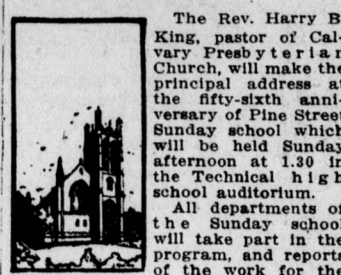 The Rev. Harry B
King, pastor of Cal-
vary Presbyterian
Church, will make the
principal address at
the fifty-sixth anni-
versary of Pine Street
Sunday school which
will be held Sunday
afternoon at 1.30 in
the Technical high
school auditorium.
All departments of
the Sunday school
will take part in the
program, and reports
of the work for the